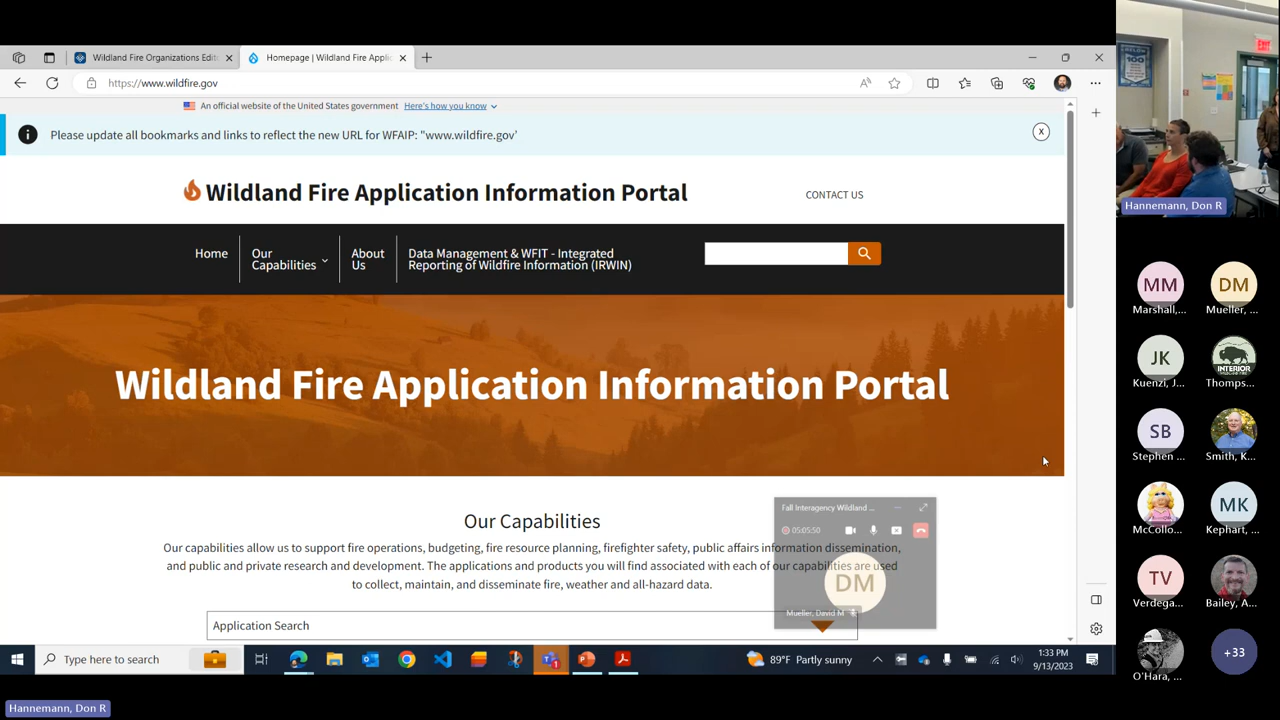 Wildland Fire Organizations Edit
Homepage | Wildland Fire Applic
https://www.wildfire.gov
An official website of the United States government Here's how you know
Please update all bookmarks and links to reflect the new URL for WFAIP: "www.wildfire.gov'
X
Wildland Fire Application Information Portal
CONTACT US
Home
Our
Capabilities
About
Us
Data Management & WFIT - Integrated
Reporting of Wildfire Information (IRWIN)
Wildland Fire Application Information Portal
Our Capabilities
Our capabilities allow us to support fire operations, budgeting, fire resource planning, firefighter safety, public affairs information dissemination,
and public and private research and development. The applications and products you will find associated with each of our capabilities are used
to collect, maintain, and disseminate fire, weather and all-hazard data.
Application Search
Fall Interagency Wildland ...
05:05:50
DM
Mueller, David M
Type here to search
89°F Partly sunny
1:33 PM
9/13/2023
Hannemann, Don R
100
Hannemann, Don R
MM
Marshall,...
DM
Mueller, ...
JK
Kuenzi, J...
INTERIOR
Thomps...
SB
Stephen ...
Smith, K...
McCollo...
MK
Kephart, ...
TV
Verdega...
Bailey, A...
O'Hara, ...
+33